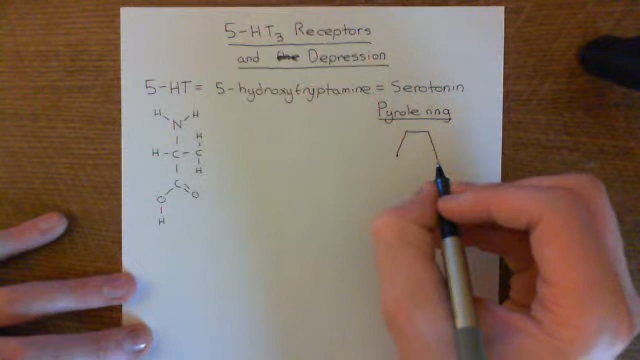 5-HT₃ Receptors
and the Depression
5-HT = 5-hydroxytryptamine = Serotonin
Pyrole ring
H H
N
H
H - C - C
H
C
O O
H